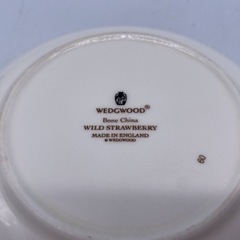 WEDGWOOD®
Bone China
WILD STRAWBERRY
MADE IN ENGLAND
© WEDGWOOD